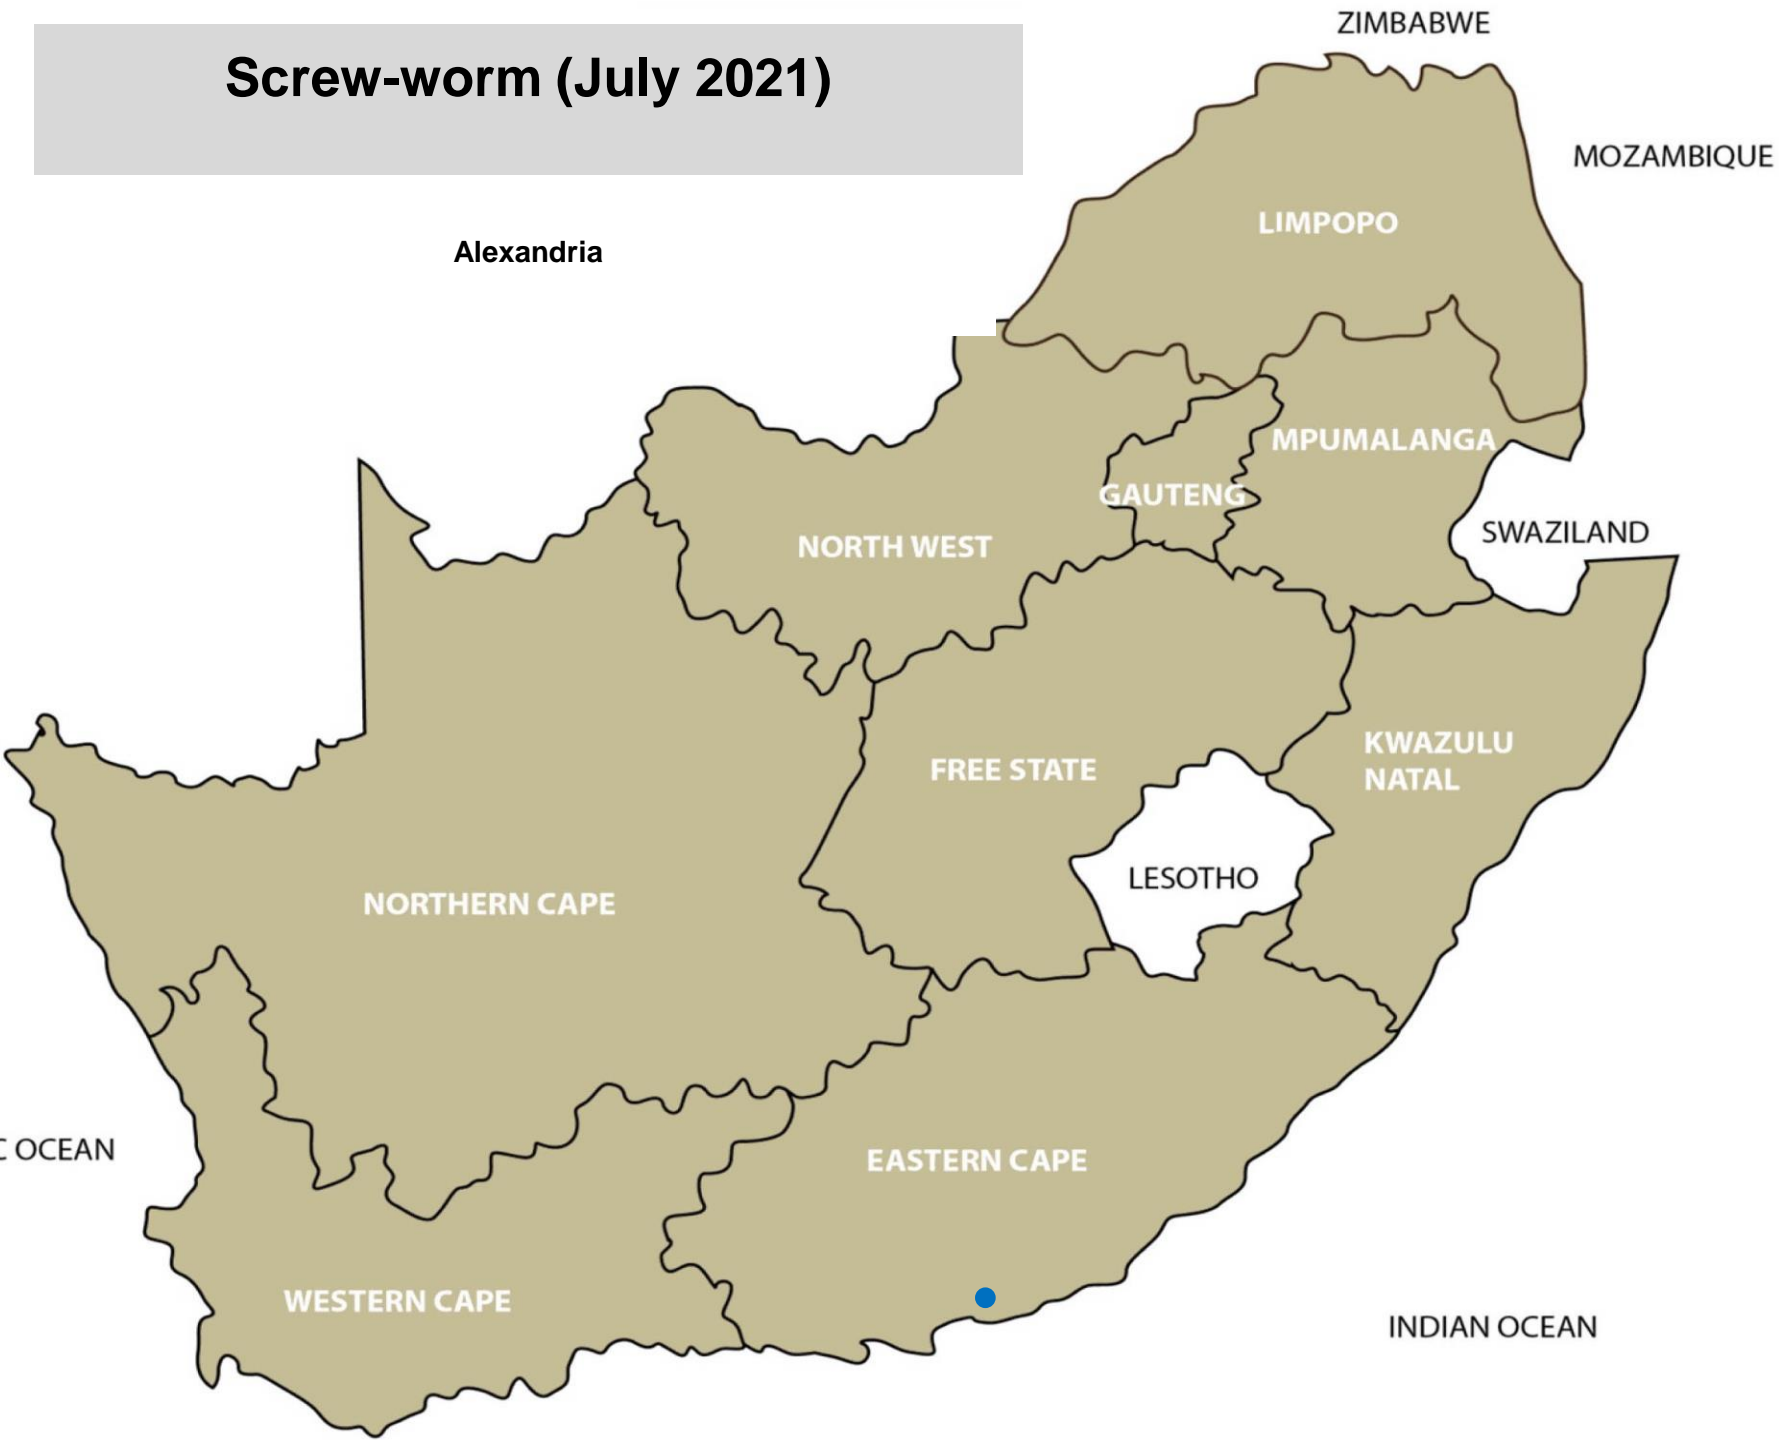 ZIMBABWE
Screw-worm (July 2021)
MOZAMBIQUE
LIMPOPO
Alexandria
MPUMALANGA
GAUTENG
SWAZILAND
NORTH WEST
KWAZULU
NATAL
FREE STATE
LESOTHO
NORTHERN CAPE
C OCEAN
EASTERN CAPE
WESTERN CAPE
INDIAN OCEAN